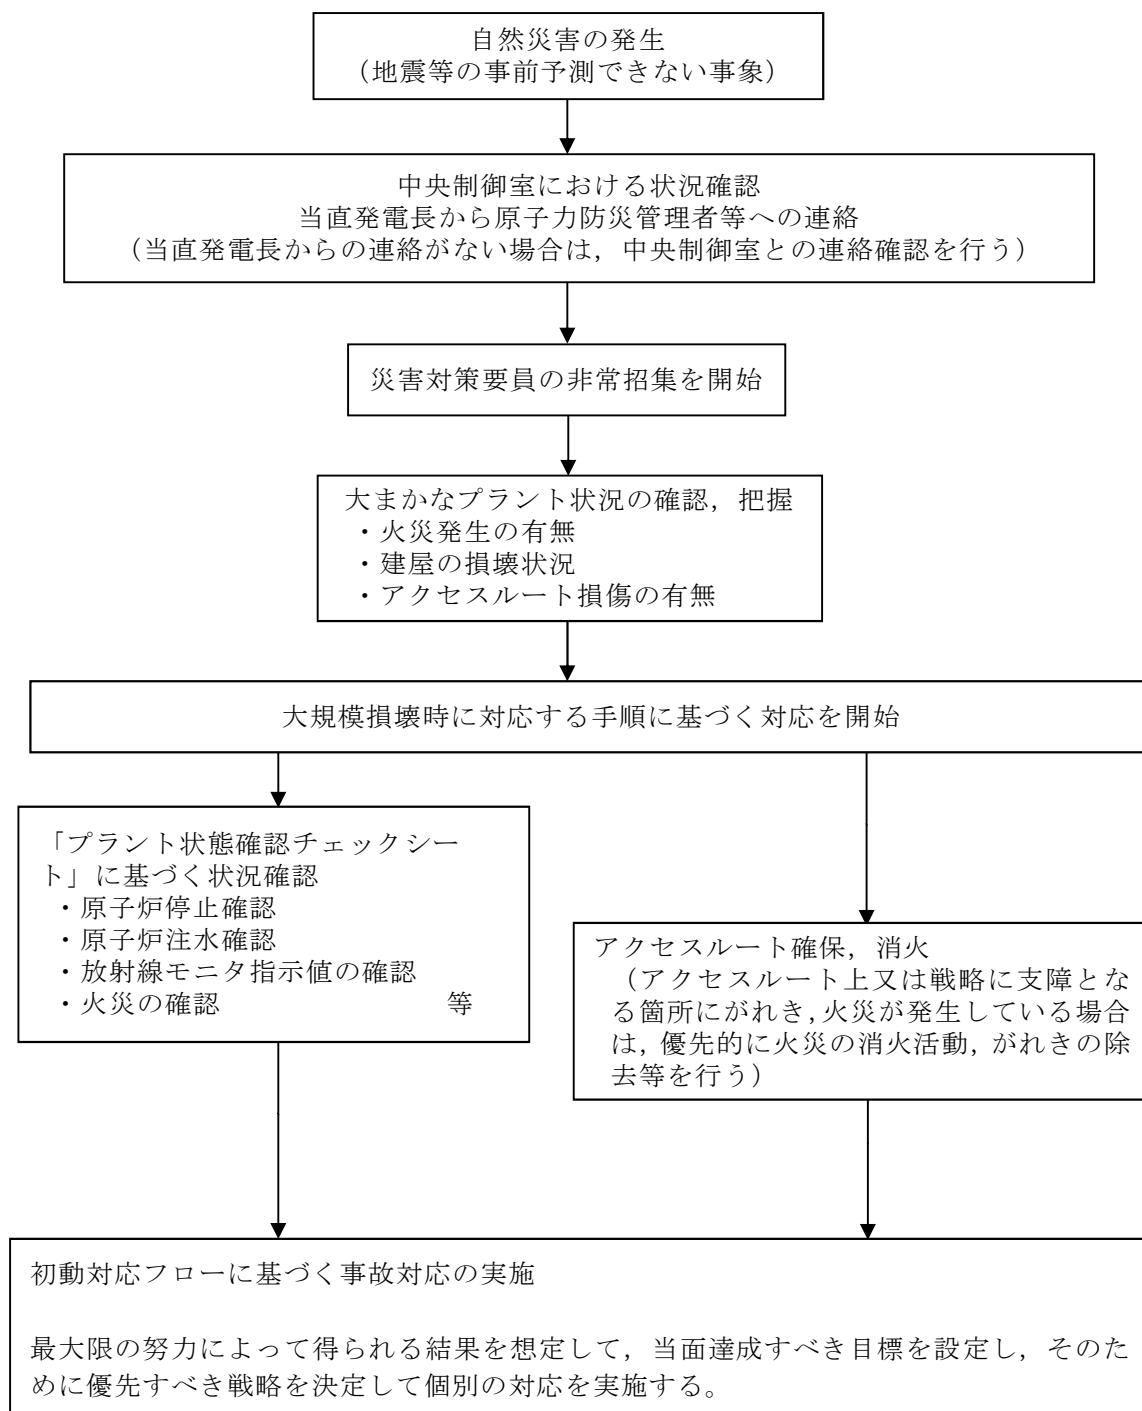 自然災害の発生
（地震等の事前予測できない事象）
中央制御室における状況確認
当直発電長から原子力防災管理者等への連絡
（当直発電長からの連絡がない場合は，中央制御室との連絡確認を行う）
災害対策要員の非常招集を開始
大まかなプラント状況の確認，把握
・火災発生の有無
・建屋の損壊状況
・アクセスルート損傷の有無
大規模損壊時に対応する手順に基づく対応を開始
「プラント状態確認チェックシー
ト」に基づく状況確認
・原子炉停止確認
・原子炉注水確認
・放射線モニタ指示値の確認
・火災の確認　　　　　　　等
アクセスルート確保，消火
（アクセスルート上又は戦略に支障とな
る箇所にがれき，火災が発生している場合
は，優先的に火災の消火活動，がれきの除
去等を行う）
初動対応フローに基づく事故対応の実施
最大限の努力によって得られる結果を想定して，当面達成すべき目標を設定し，そのた
めに優先すべき戦略を決定して個別の対応を実施する。